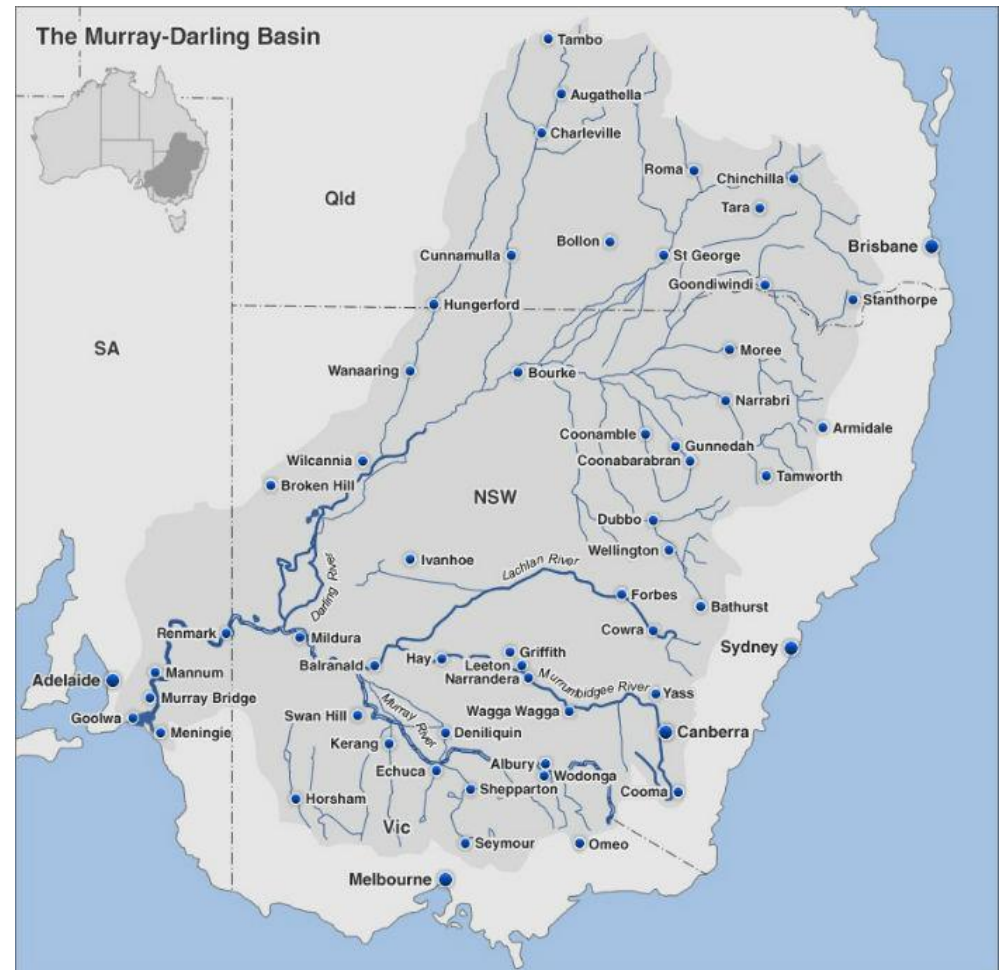 The Murray-Darling Basin
Tambo
Augathella
Charleville
Roma
Chinchilla
Qld
Tara
Bollon
Brisbane
Cunnamulla
St George
Goondiwindi
Stanthorpe
Hungerford
SA
Moree
Wanaaring
Bourke
Narrabri
Armidale
Coonamble
Gunnedah
Wilcannia
Coonabarabran
Tamworth
Broken Hill
NSW
Dubbo
Wellington
Ivanhoe
Lachlan River
Darling River
Forbes
Bathurst
Cowra
Renmark
Mildura
Sydney
Griffith
Hay
Balranald
Leeton
Mannum
Narrandera
Adelaide
Murrumbidgee River
Yass
Murray Bridge
Wagga Wagga
Goolwa
Swan Hill
Murray River
Meningie
Deniliquin
Canberra
Kerang
Albury
Echuca
Wodonga
Shepparton
Cooma
Horsham
Vic
Seymour
Omeo
Melbourne